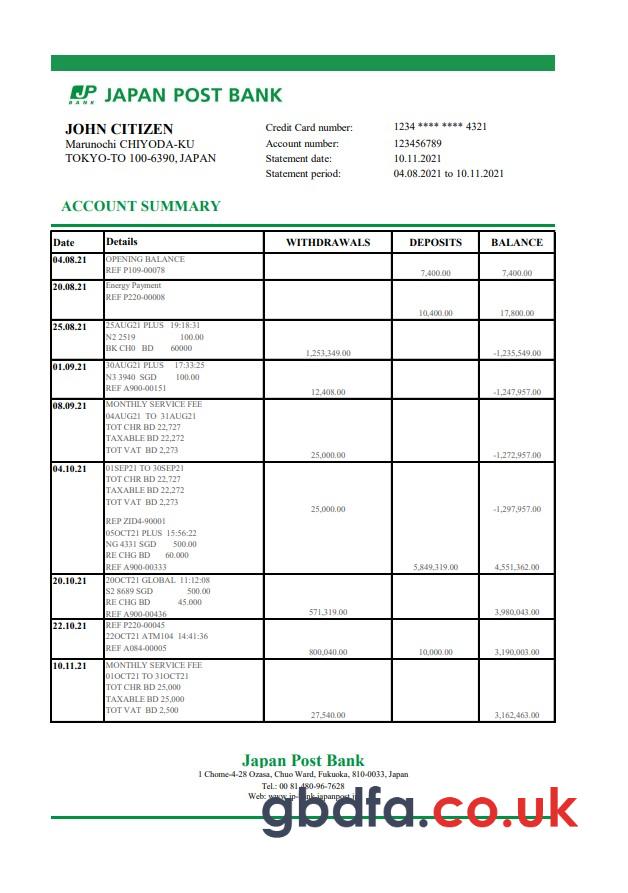 JP BANK JAPAN POST BANK
JOHN CITIZEN
Marunochi CHIYODA-KU
TOKYO-TO 100-6390, JAPAN
Credit Card number: 1234 **** **** 4321
Account number: 123456789
Statement date: 10.11.2021
Statement period: 04.08.2021 to 10.11.2021
ACCOUNT SUMMARY
Date Details WITHDRAWALS DEPOSITS BALANCE
04.08.21 OPENING BALANCE
REF P109-00078
7,400.00 7,400.00
20.08.21 Energy Payment
REF P220-00008
10,400.00 17,800.00
25.08.21 25AUG21 PLUS 19:18:31
N2 2519 100.00
BK CH0 BD 60000
1,253,349.00 -1,235,549.00
01.09.21 30AUG21 PLUS 17:33:25
N3 3940 SGD 100.00
REF A900-00151
12,408.00 -1,247,957.00
08.09.21 MONTHLY SERVICE FEE
04AUG21 TO 31AUG21
TOT CHR BD 22,727
TAXABLE BD 22,272
TOT VAT BD 2,273
25,000.00 -1,272,957.00
04.10.21 01SEP21 TO 30SEP21
TOT CHR BD 22,727
TAXABLE BD 22,272
TOT VAT BD 2,273
25,000.00 -1,297,957.00
REP ZID4-90001
05OCT21 PLUS 15:56:22
NG 4331 SGD 500.00
RE CHG BD 60.000
REF A900-00333 5,849,319.00 4,551,362.00
20.10.21 20OCT21 GLOBAL 11:12:08
S2 8689 SGD 500.00
RE CHG BD 45.000
REF A900-00436 571,319.00 3,980,043.00
22.10.21 REF P220-00045
22OCT21 ATM104 14:41:36
REF A084-00005 800,040.00 10,000.00 3,190,003.00
10.11.21 MONTHLY SERVICE FEE
01OCT21 TO 31OCT21
TOT CHR BD 25,000
TAXABLE BD 25,000
TOT VAT BD 2,500
27,540.00 3,162,463.00
Japan Post Bank
1 Chome-4-28 Ozasa, Chuo Ward, Fukuoka, 810-0033, Japan
Tel.: 00 81 480-96-7628
Web:
gbdfa.co.uk